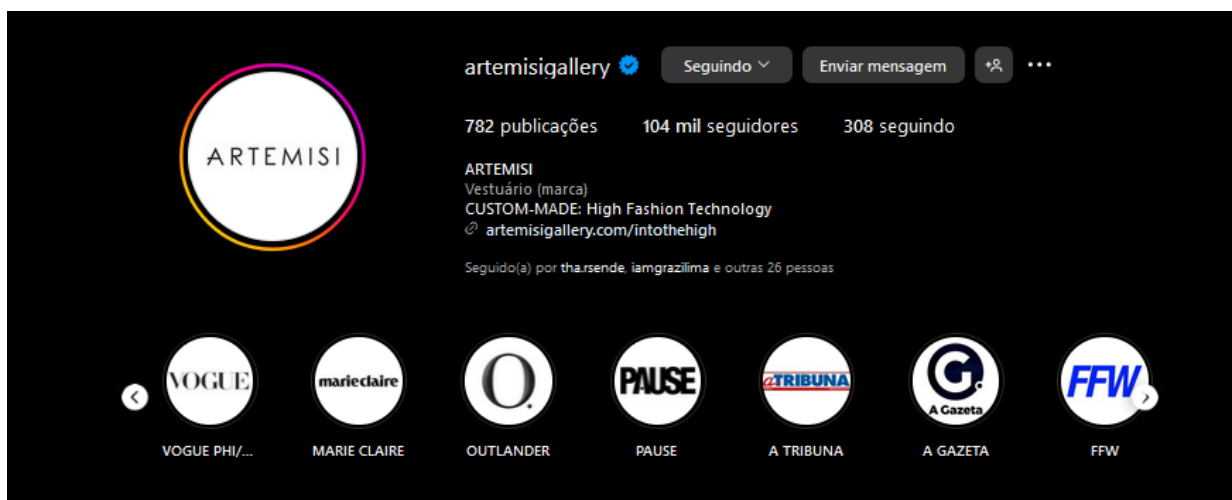 artemisigallery
Seguindo
Enviar mensagem
ARTEMISI
782 publicações 104 mil seguidores 308 seguindo
ARTEMISI
Vestuário (marca)
CUSTOM-MADE: High Fashion Technology
artemisigallery.com/intothehigh
Seguido(a) por tha.rsende, iamgrazilima e outras 26 pessoas
VOGUE
marie claire
O.
PAUSE
aTRIBUNA
G.
A Gazeta
FFW
VOGUE PHI/...
MARIE CLAIRE
OUTLANDER
PAUSE
A TRIBUNA
A GAZETA
FFW